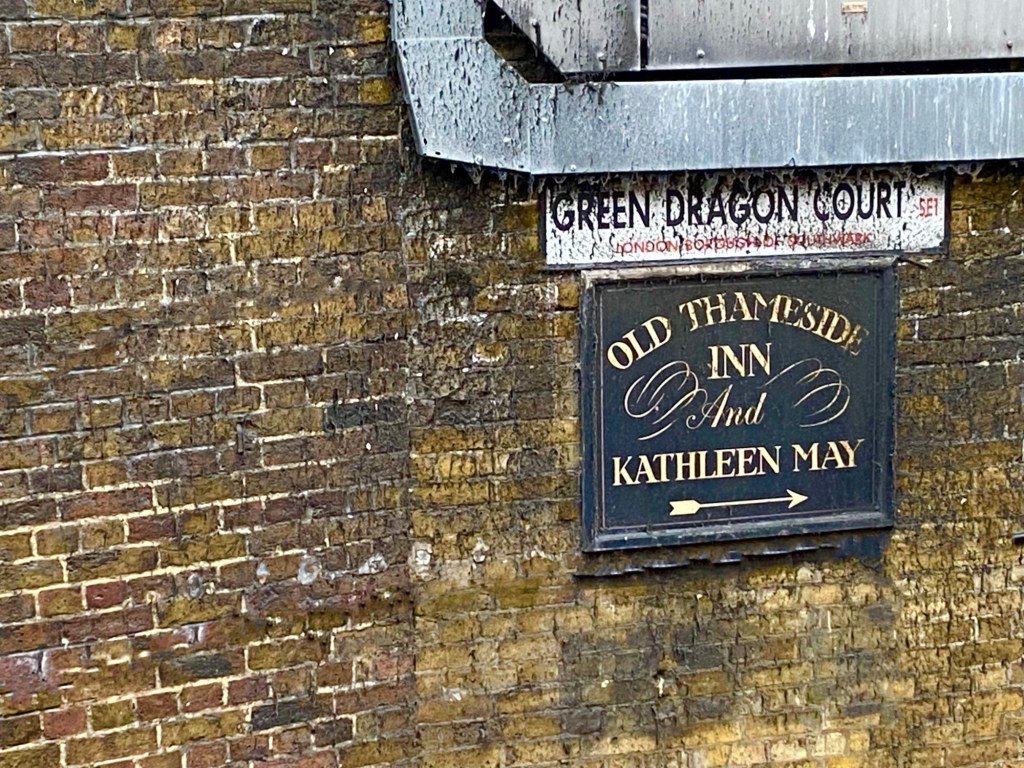 GREEN DRAGON COURT SE1
LONDON BOROUGH OF SOUTHWARK
OLD THAMESIDE
INN
And
KATHLEEN MAY